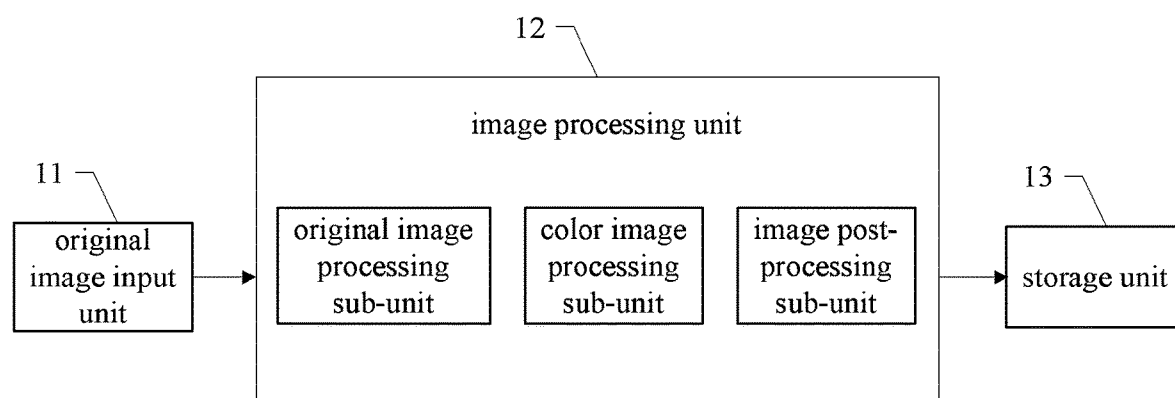 12
image processing unit
11
13
original
image input
unit
original image
processing
sub-unit
color image
processing
sub-unit
image post-
processing
sub-unit
storage unit